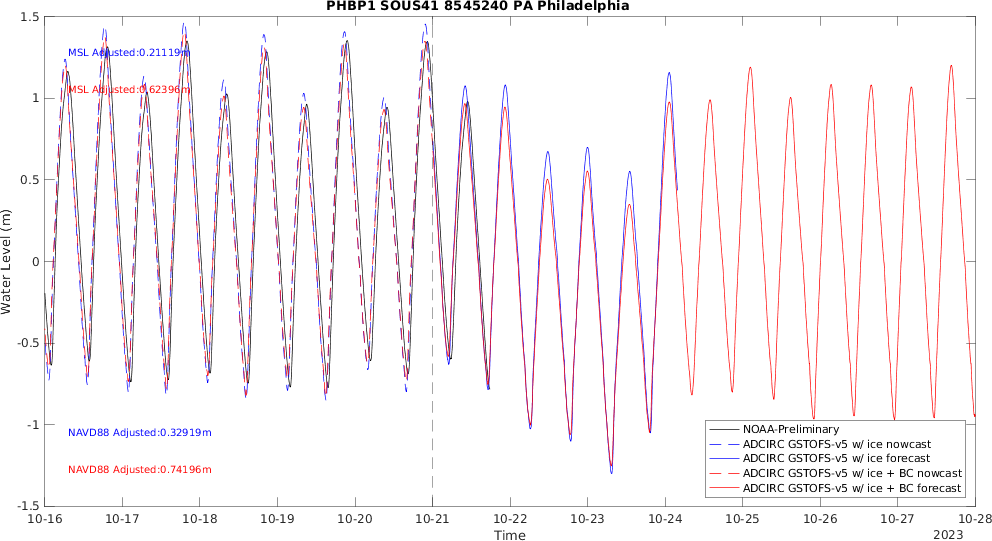 PHBP1 SOUS41 8545240 PA Philadelphia
1.5
MSL Adjusted:0.21119m
MSL Adjusted:0.62396m
1
0.5
0
-0.5
-1
-1.5
Water Level (m)
NAVD88 Adjusted:0.32919m
NAVD88 Adjusted:0.74196m
NOAA-Preliminary
ADCIRC GSTOFS-v5 w/ ice nowcast
ADCIRC GSTOFS-v5 w/ ice forecast
ADCIRC GSTOFS-v5 w/ ice + BC nowcast
ADCIRC GSTOFS-v5 w/ ice + BC forecast
10-16 10-17 10-18 10-19 10-20 10-21 10-22 10-23 10-24 10-25 10-26 10-27 10-28
Time
2023